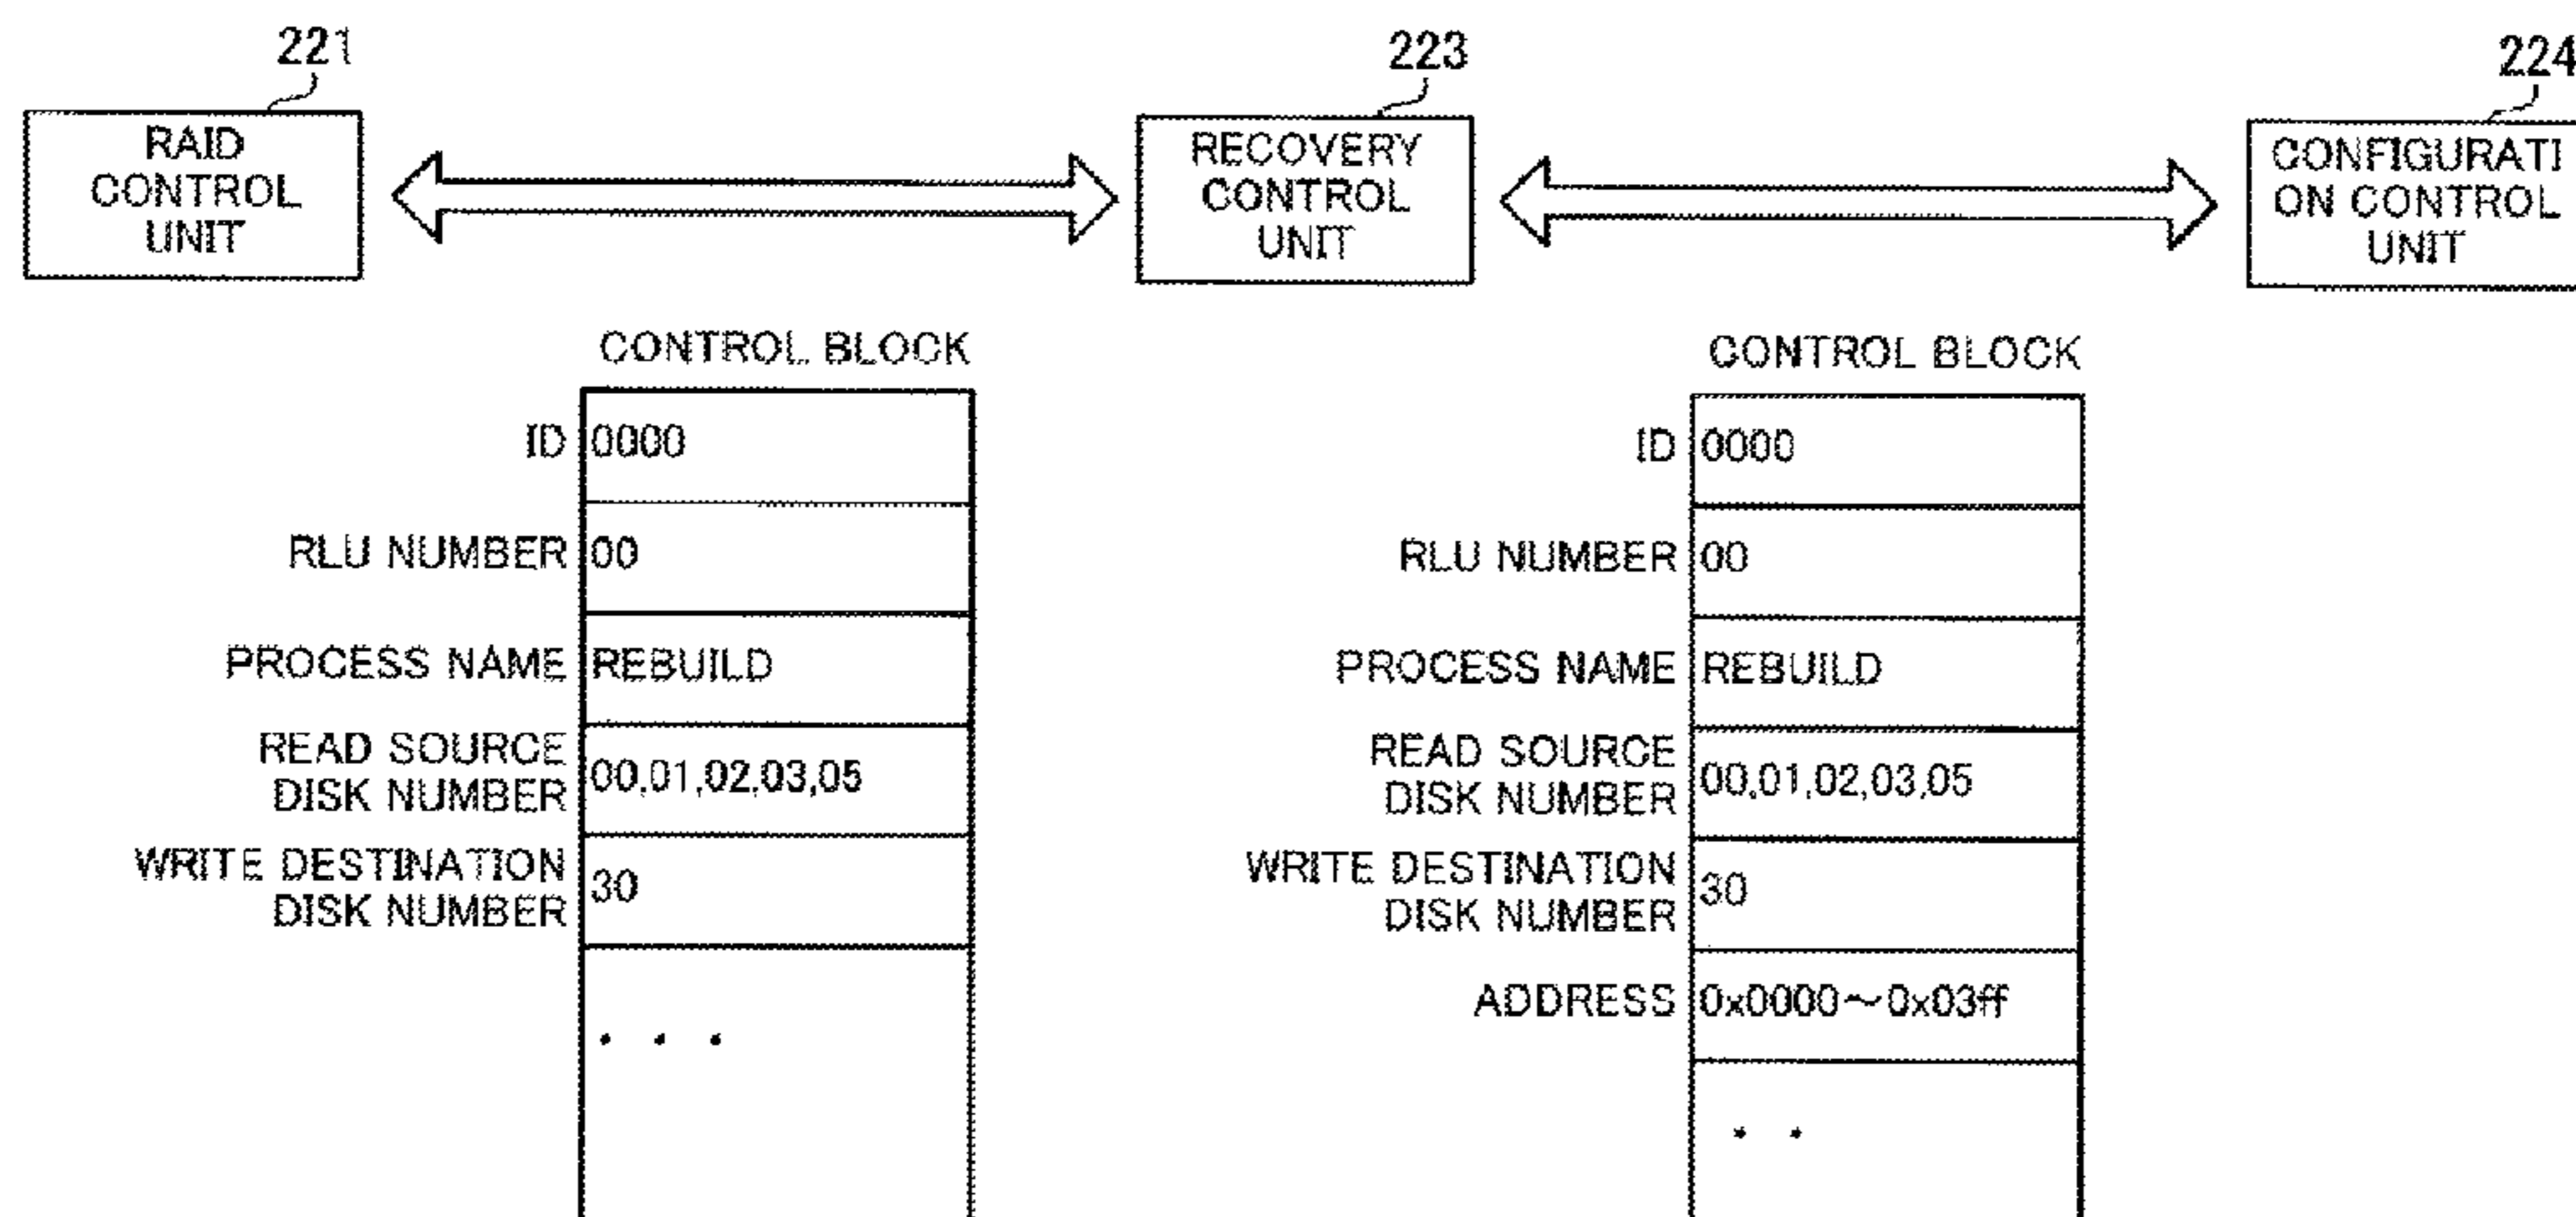 221
223
224
RAID
CONTROL
UNIT
RECOVERY
CONTROL
UNIT
CONFIGURATI
ON CONTROL
UNIT
CONTROL BLOCK
ID 0000
RLU NUMBER 00
PROCESS NAME REBUILD
READ SOURCE
DISK NUMBER 00,01,02,03,05
WRITE DESTINATION
DISK NUMBER 30
. . .
CONTROL BLOCK
ID 0000
RLU NUMBER 00
PROCESS NAME REBUILD
READ SOURCE
DISK NUMBER 00,01,02,03,05
WRITE DESTINATION
DISK NUMBER 30
ADDRESS 0x0000～0x03ff
. .